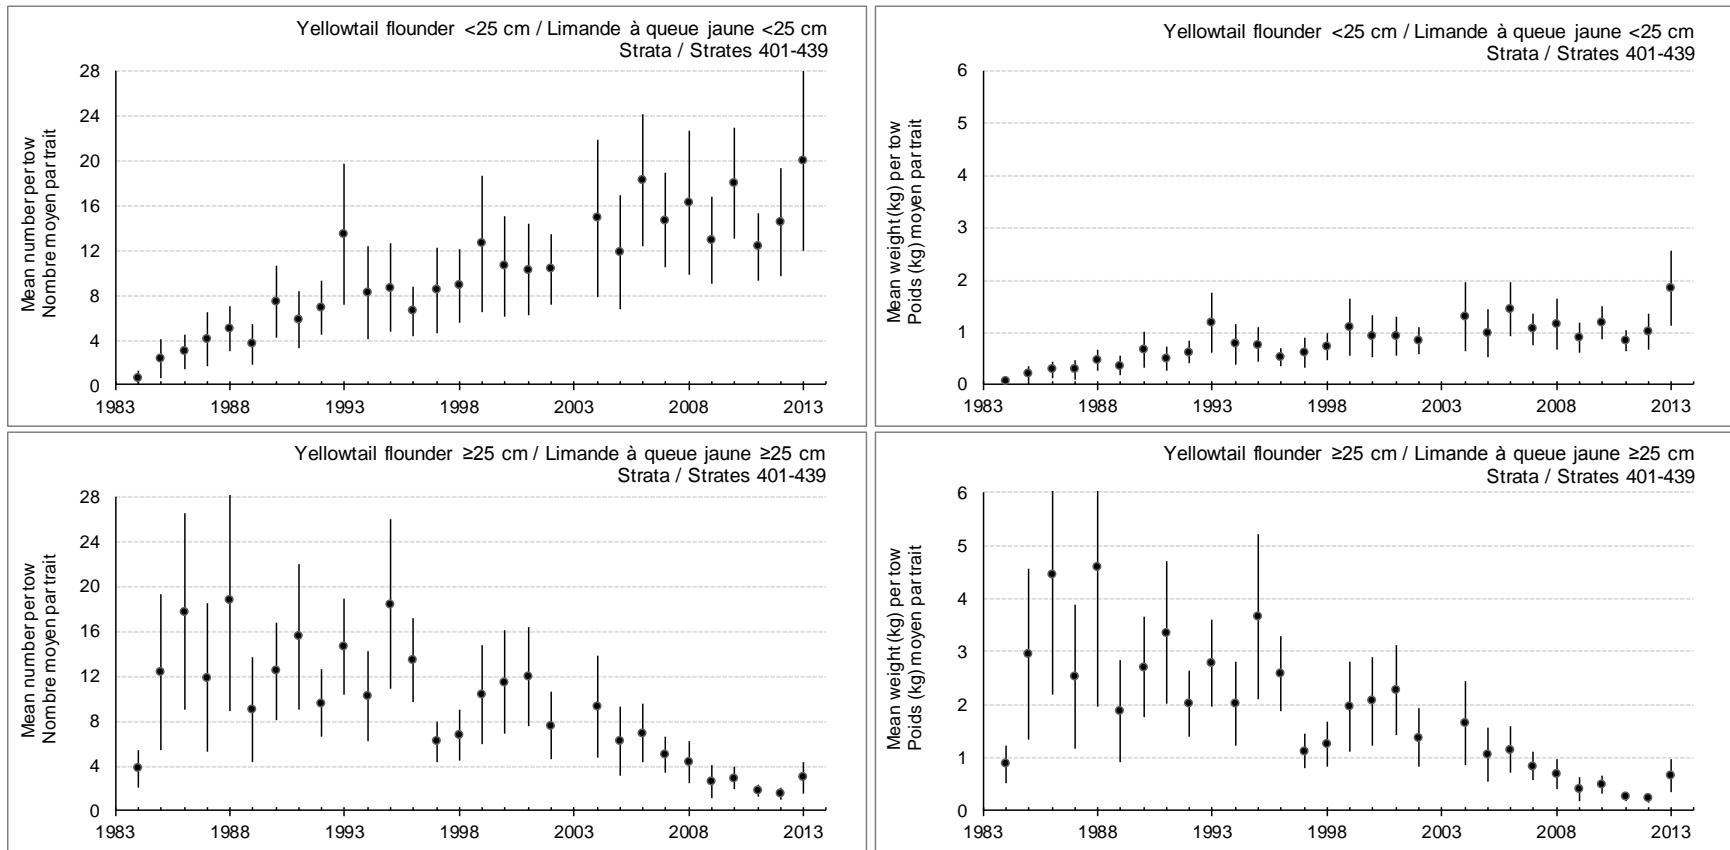 Yellowtail flounder <25 cm / Limande à queue jaune <25 cm
Strata / Strates 401-439
Mean number per tow
Nombre moyen par trait
28
24
20
16
12
8
4
0
1983 1988 1993 1998 2003 2008 2013
Yellowtail flounder <25 cm / Limande à queue jaune <25 cm
Strata / Strates 401-439
Mean weight (kg) per tow
Poids (kg) moyen par trait
6
5
4
3
2
1
0
1983 1988 1993 1998 2003 2008 2013
Yellowtail flounder ≥25 cm / Limande à queue jaune ≥25 cm
Strata / Strates 401-439
Mean number per tow
Nombre moyen par trait
28
24
20
16
12
8
4
0
1983 1988 1993 1998 2003 2008 2013
Yellowtail flounder ≥25 cm / Limande à queue jaune ≥25 cm
Strata / Strates 401-439
Mean weight (kg) per tow
Poids (kg) moyen par trait
6
5
4
3
2
1
0
1983 1988 1993 1998 2003 2008 2013